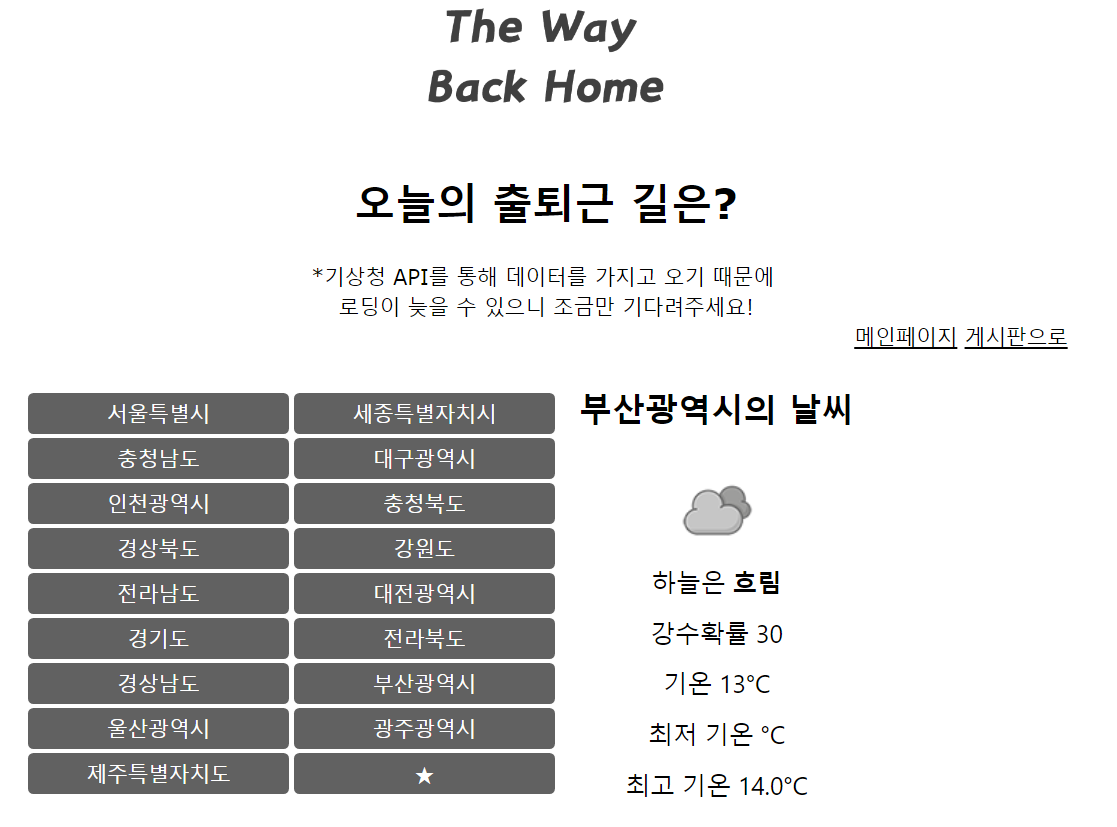 The Way
Back Home
오늘의 출퇴근 길은?
*기상청 API를 통해 데이터를 가지고 오기 때문에
로딩이 늦을 수 있으니 조금만 기다려주세요!
메인페이지 게시판으로
서울특별시 세종특별자치시
충청남도 대구광역시
인천광역시 충청북도
경상북도 강원도
전라남도 대전광역시
경기도 전라북도
경상남도 부산광역시
울산광역시 광주광역시
제주특별자치도 ★
부산광역시의 날씨
하늘은 흐림
강수확률 30
기온 13°C
최저 기온 °C
최고 기온 14.0°C